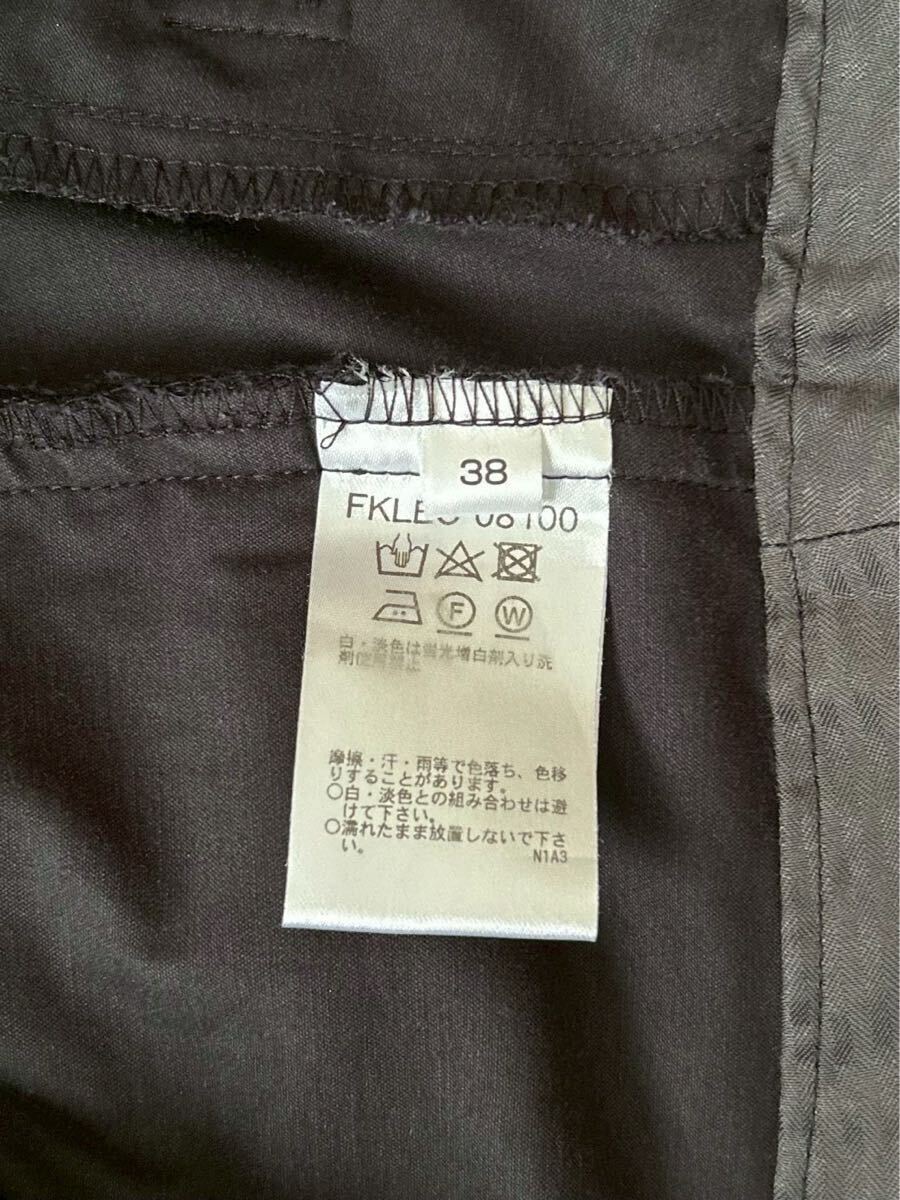 38
08100
F W
白・淡色は蛍光増白剤入り洗
剤使用禁止
摩擦・汗・雨等で色落ち、色移
りすることがあります。
○白・淡色との組み合わせは避
けて下さい。
○濡れたまま放置しないで下さ
い。
N1A3